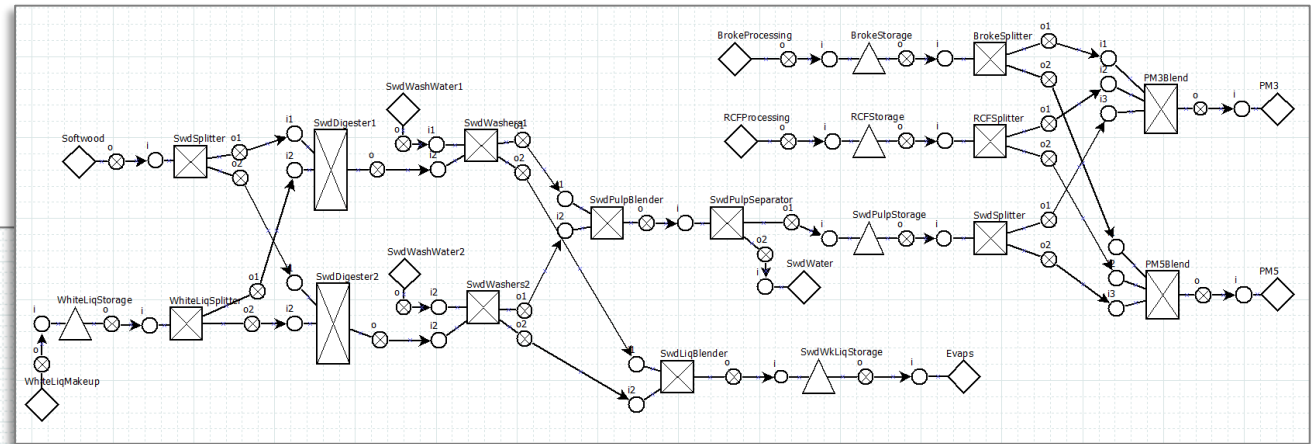 BrokeProcessing o i BrokeStorage o i BrokeSplitter o1 o2 i1 i2 i3 PM3Blend o i PM3
RCFProcessing o i RCFStorage o i RCFSplitter o1 o2
SwdWashWater1 o i1 i2 SwdWashers1 o1 o2
Softwood o i SwdSplitter o1 o2 i1 i2 SwdDigester1 o
i1 i2 SwdPulpBlender o i SwdPulpSeparator o1 o2 i SwdWater
i SwdPulpStorage o i SwdSplitter o1 o2
SwdWashWater2 o i2 i2 SwdWashers2 o1 o2
i WhiteLiqStorage o i WhiteLiqSplitter o1 o2 i1 i2 SwdDigester2 o
i3 PM5Blend o i PM5
o
WhiteLiqMakeup
i2 SwdLiqBlender o i SwdWkLiqStorage o i Evaps